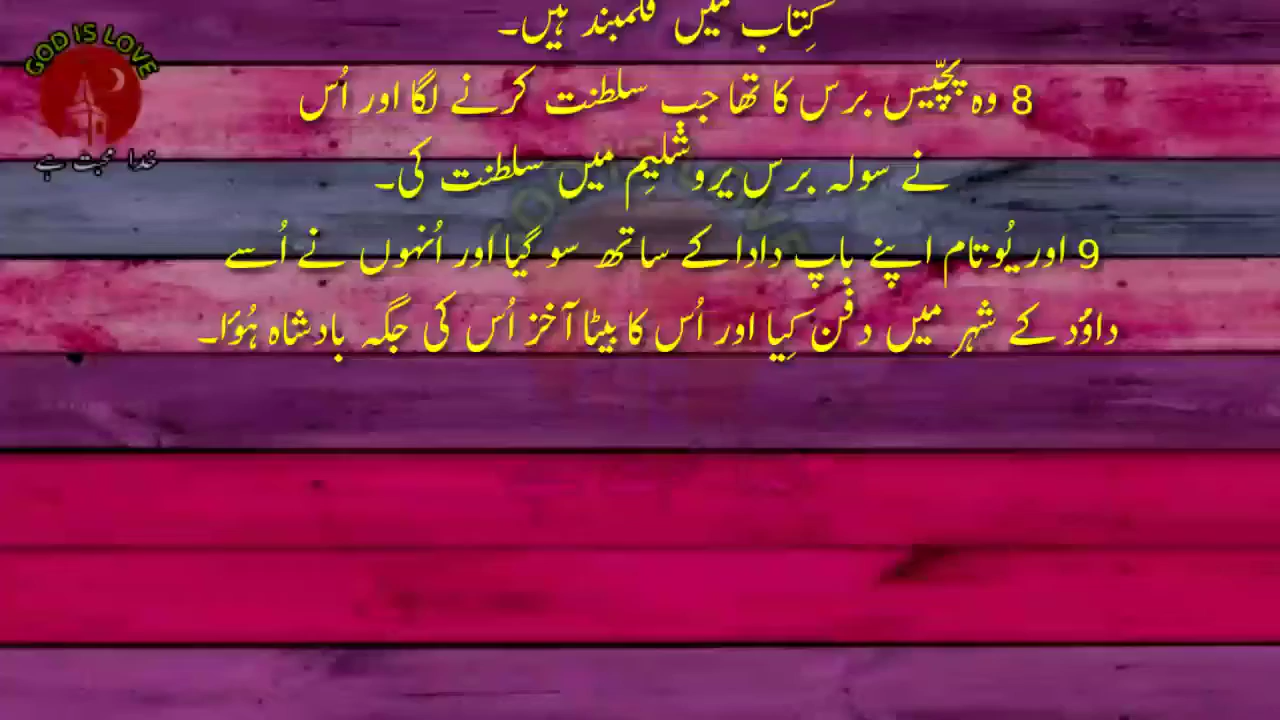 GOD IS LOVE
خدا محبت ہے
کِتاب میں قلمبند ہیں۔
8 وہ پچّیس برس کا تھا جب سلطنت کرنے لگا اور اُس
نے سولہ برس یروشلیِم میں سلطنت کی۔
9 اور یُوتام اپنے باپ دادا کے ساتھ سو گیا اور اُنہوں نے اُسے
داؤد کے شہر میں دفن کِیا اور اُس کا بیٹا آخز اُس کی جگہ بادشاہ ہُؤا۔